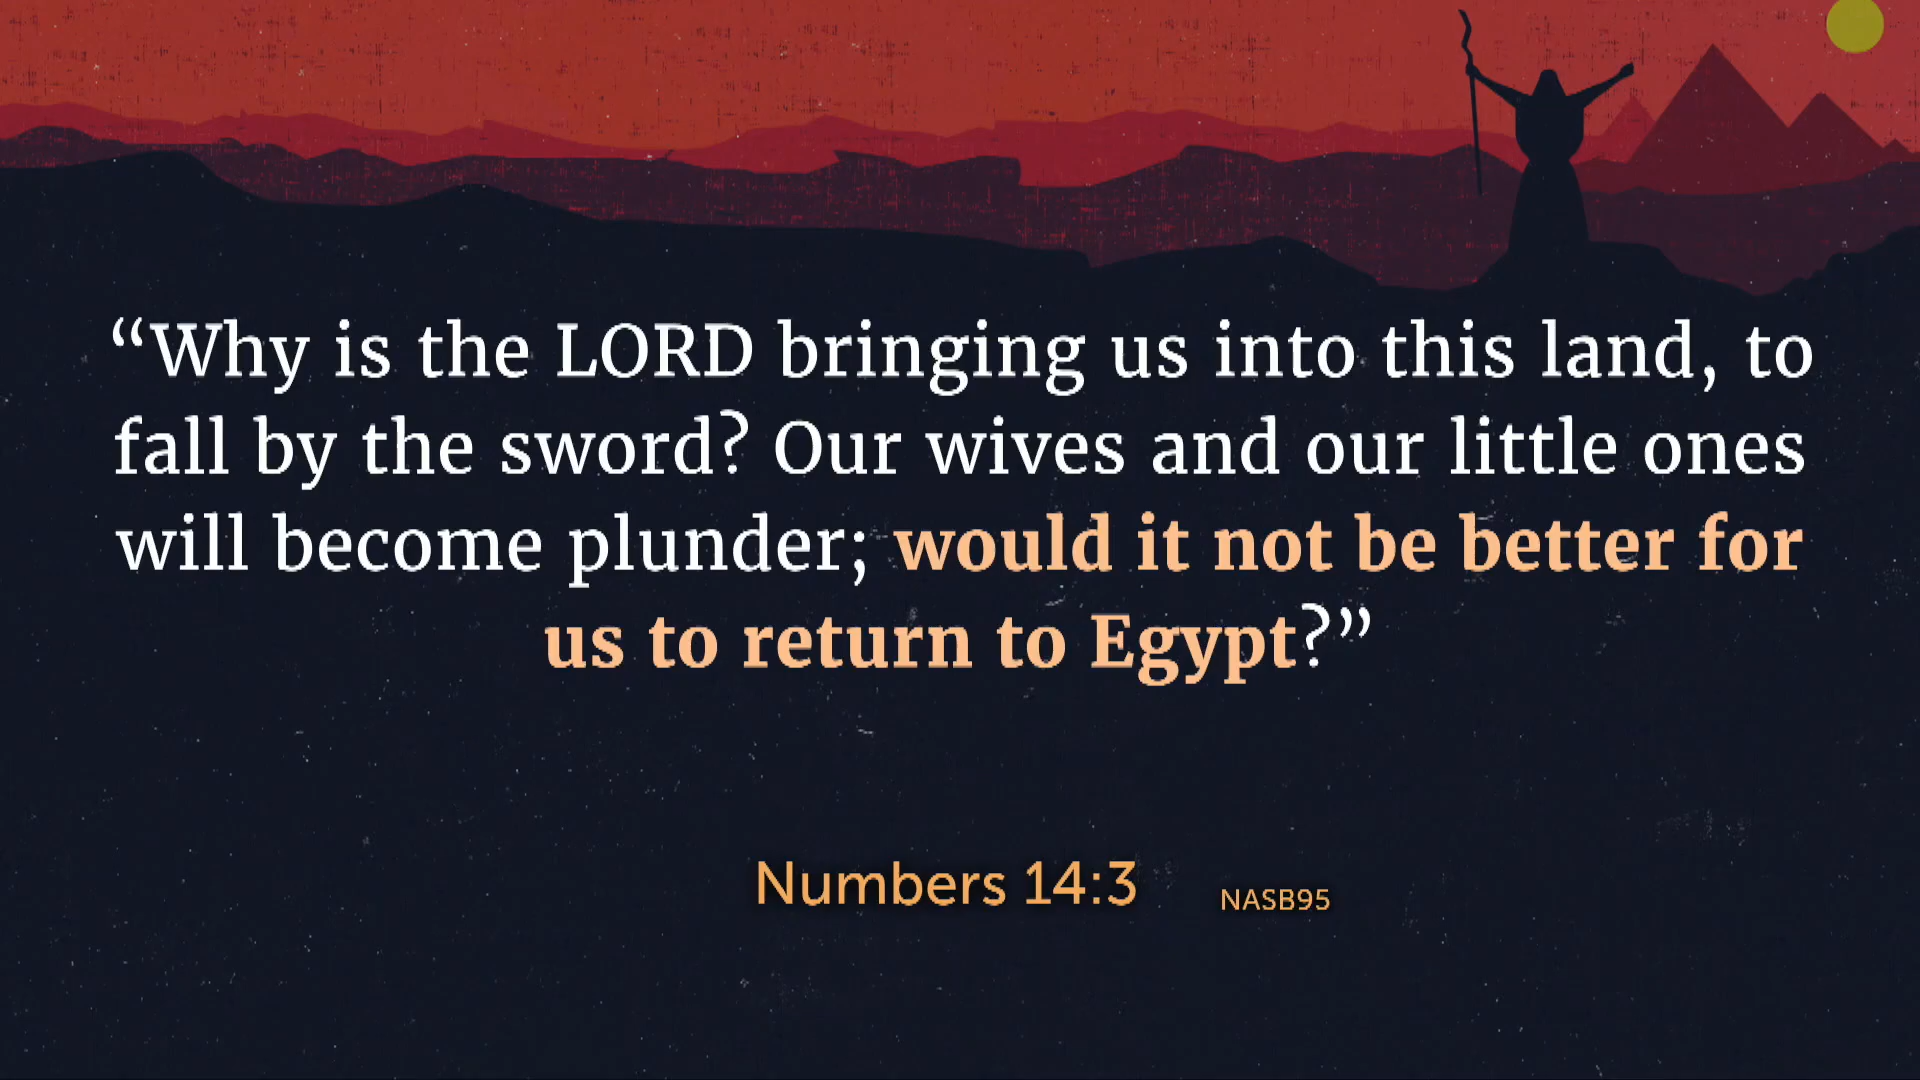 “Why is the LORD bringing us into this land, to
fall by the sword? Our wives and our little ones
will become plunder; would it not be better for
us to return to Egypt?”
Numbers 14:3 NASB95